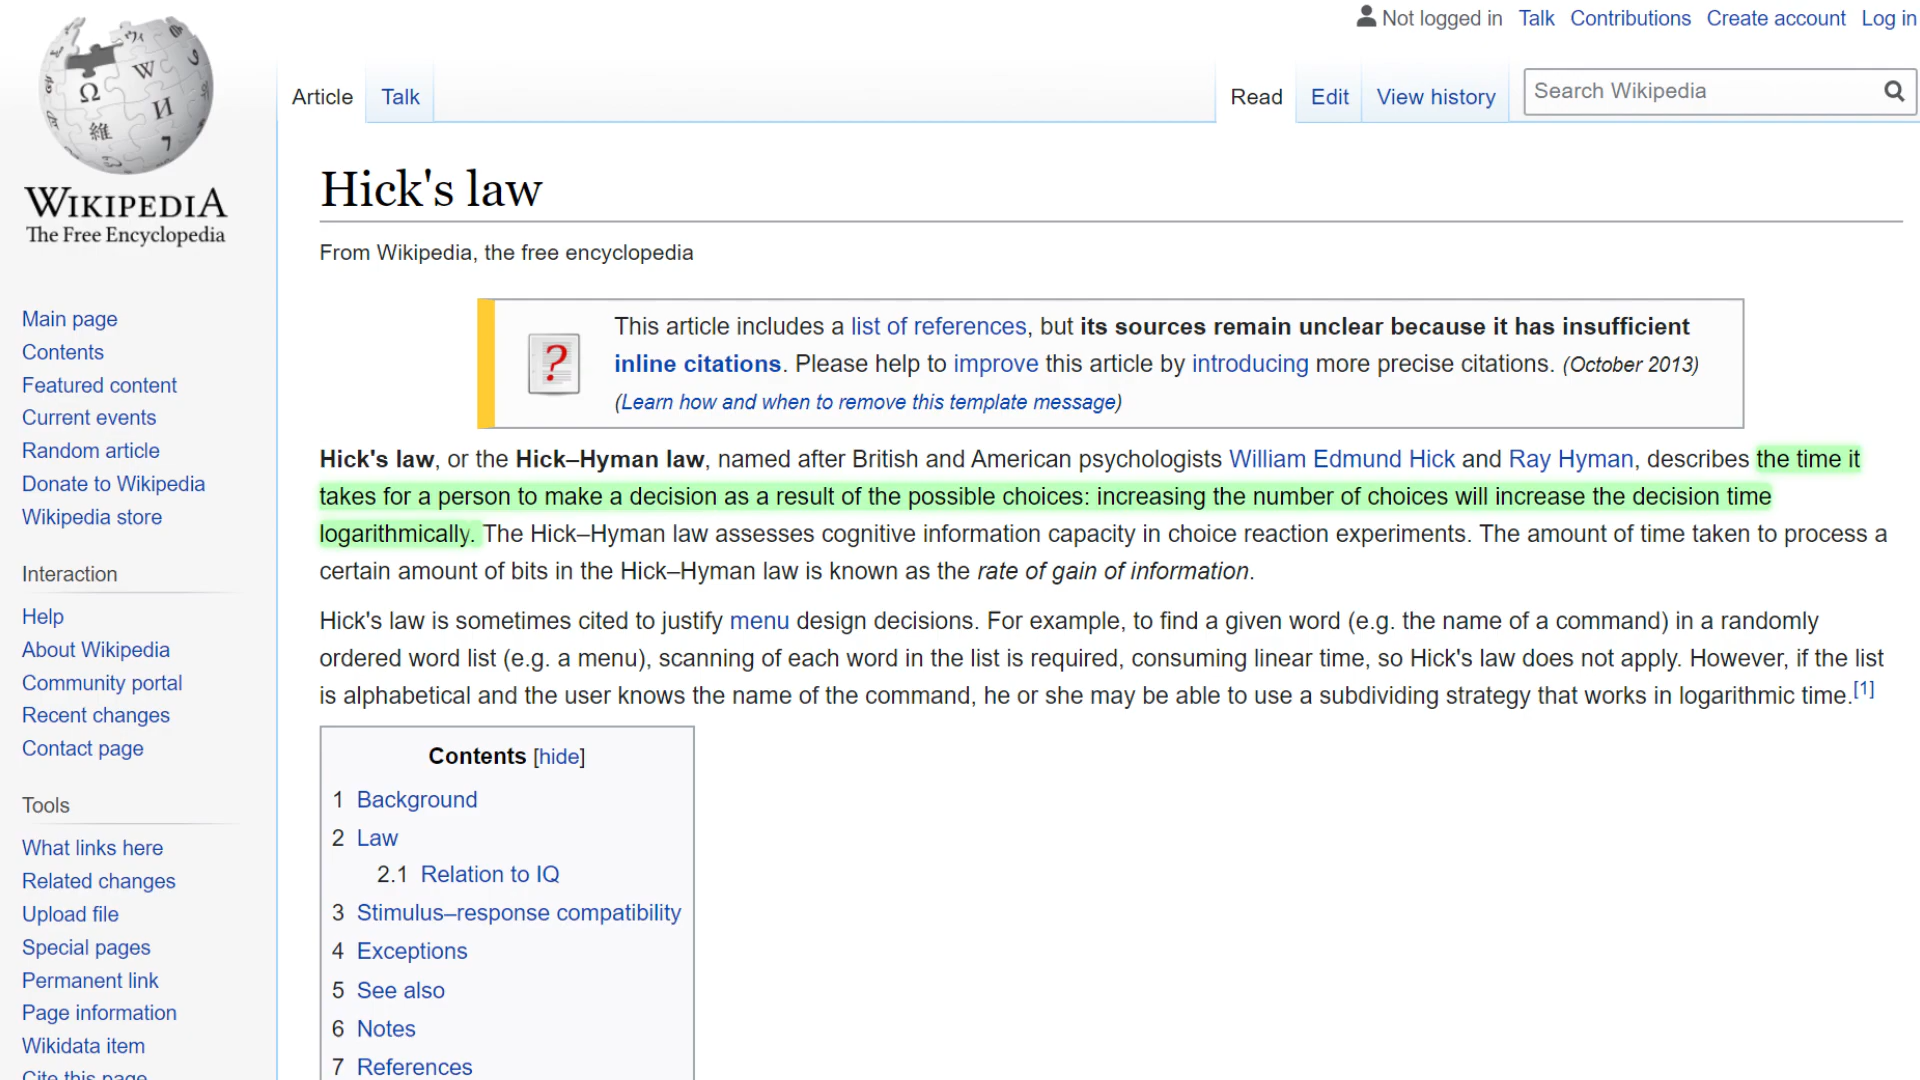 Not logged in Talk Contributions Create account Log in
Article Talk Read Edit View history Search Wikipedia
WIKIPEDIA
The Free Encyclopedia
Main page
Contents
Featured content
Current events
Random article
Donate to Wikipedia
Wikipedia store
Interaction
Help
About Wikipedia
Community portal
Recent changes
Contact page
Tools
What links here
Related changes
Upload file
Special pages
Permanent link
Page information
Wikidata item
Cite this page
Hick's law
From Wikipedia, the free encyclopedia
This article includes a list of references, but its sources remain unclear because it has insufficient
inline citations. Please help to improve this article by introducing more precise citations. (October 2013)
(Learn how and when to remove this template message)
Hick's law, or the Hick–Hyman law, named after British and American psychologists William Edmund Hick and Ray Hyman, describes the time it
takes for a person to make a decision as a result of the possible choices: increasing the number of choices will increase the decision time
logarithmically. The Hick–Hyman law assesses cognitive information capacity in choice reaction experiments. The amount of time taken to process a
certain amount of bits in the Hick–Hyman law is known as the rate of gain of information.
Hick's law is sometimes cited to justify menu design decisions. For example, to find a given word (e.g. the name of a command) in a randomly
ordered word list (e.g. a menu), scanning of each word in the list is required, consuming linear time, so Hick's law does not apply. However, if the list
is alphabetical and the user knows the name of the command, he or she may be able to use a subdividing strategy that works in logarithmic time.[1]
Contents [hide]
1 Background
2 Law
2.1 Relation to IQ
3 Stimulus–response compatibility
4 Exceptions
5 See also
6 Notes
7 References